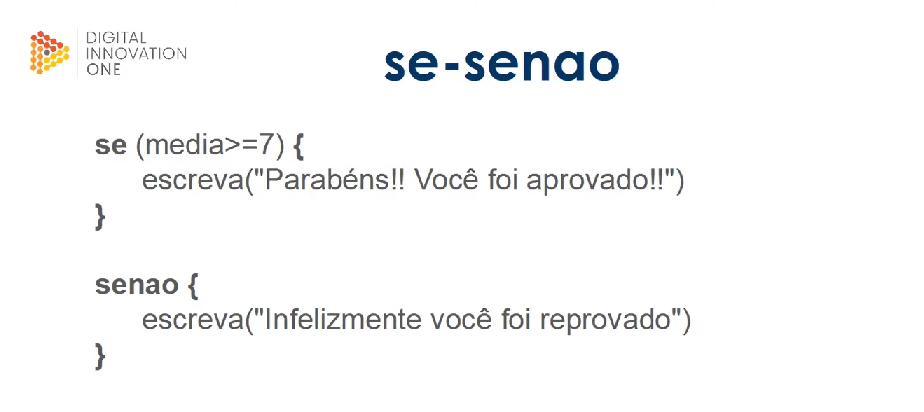 DIGITAL
INNOVATION
ONE
se-senao
se (media>=7) {
escreva("Parabéns!! Você foi aprovado!!")
}
senao {
escreva("Infelizmente você foi reprovado")
}